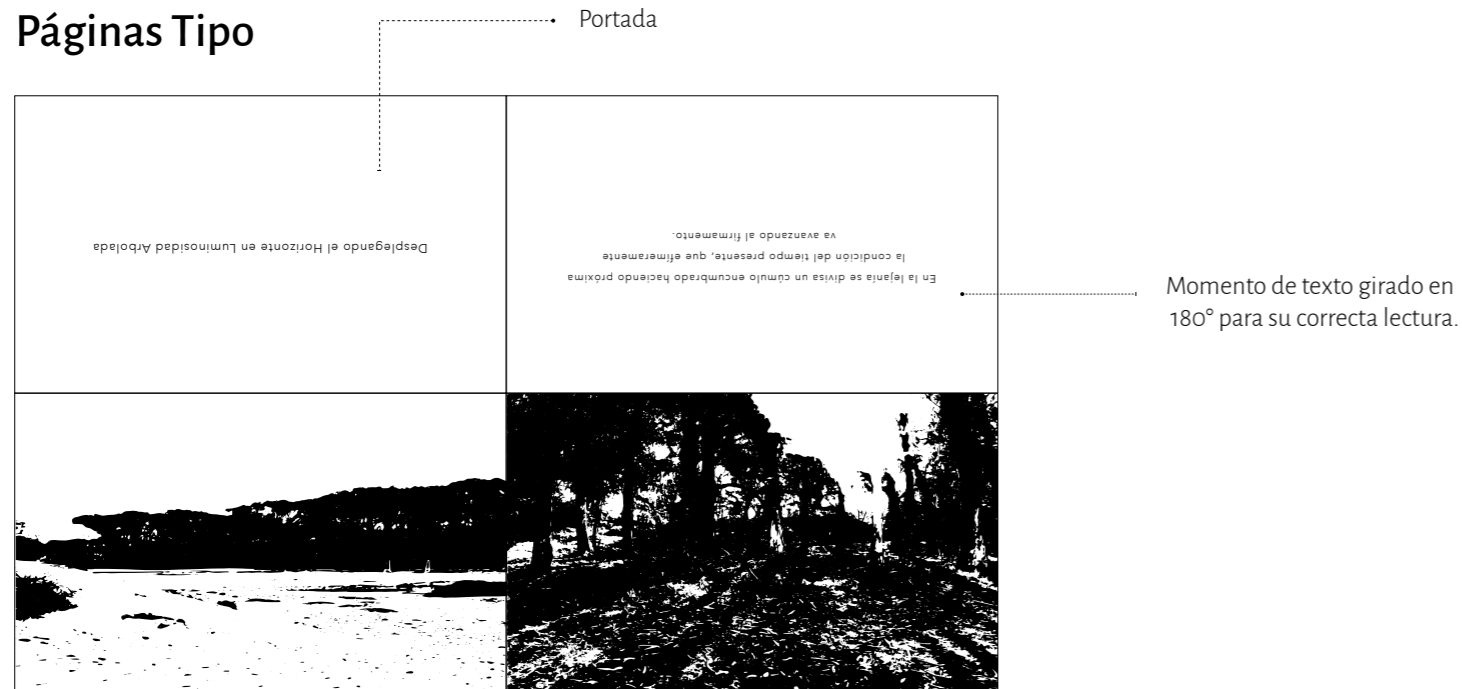 Páginas Tipo
Portada
Desplegando el Horizonte en Luminosidad Arbolada
En la lejanía se divisa un cúmulo encumbrado haciendo próxima
la condición del tiempo presente, que efímeramente
va avanzando al firmamento.
Momento de texto girado en
180° para su correcta lectura.